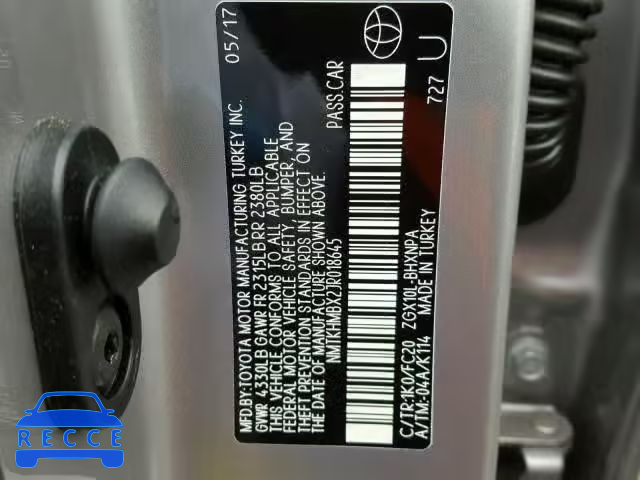 MFD.BY:TOYOTA MOTOR MANUFACTURING TURKEY INC. 05/17
GVWR 4330LB GAWR FR 2315LB RR 2380LB
THIS VEHICLE CONFORMS TO ALL APPLICABLE
FEDERAL MOTOR VEHICLE SAFETY, BUMPER, AND
THEFT PREVENTION STANDARDS IN EFFECT ON
THE DATE OF MANUFACTURE SHOWN ABOVE.
NMTKHMBX2JR018645 PASS.CAR
C/TR:1K0/FC20 ZGX10L-BHXNPA
A/TM:-04A/K114 MADE IN TURKEY 727 U
RECCE